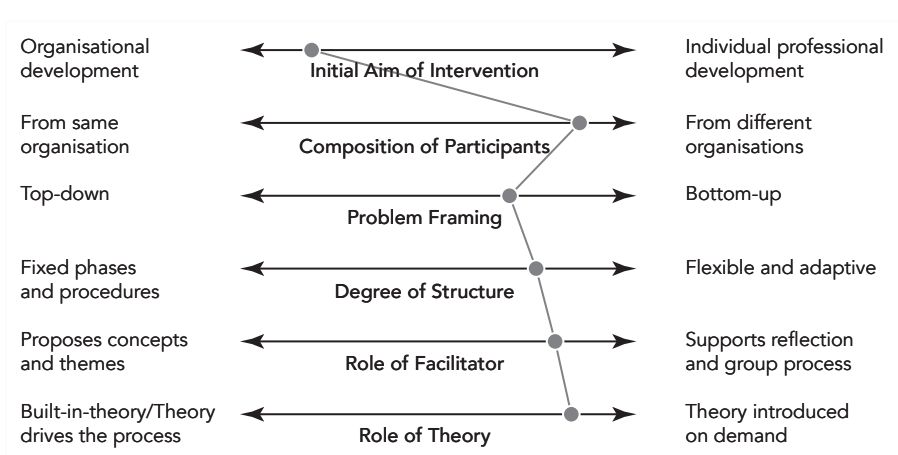 Organisational
development
Initial Aim of Intervention
Individual professional
development
From same
organisation
Composition of Participants
From different
organisations
Top-down
Problem Framing
Bottom-up
Fixed phases
and procedures
Degree of Structure
Flexible and adaptive
Proposes concepts
and themes
Role of Facilitator
Supports reflection
and group process
Built-in-theory/Theory
drives the process
Role of Theory
Theory introduced
on demand